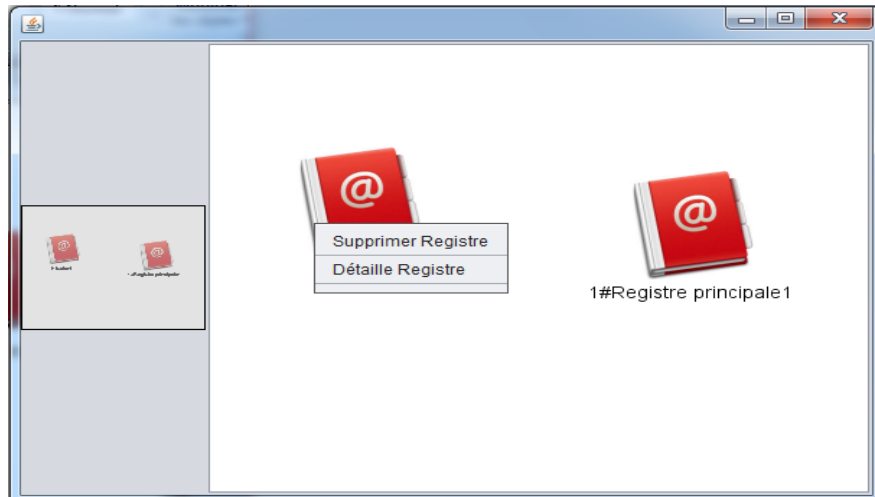 @
@
Supprimer Registre
Détaille Registre
1#Registre principale1